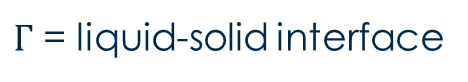 Γ = liquid-solid interface